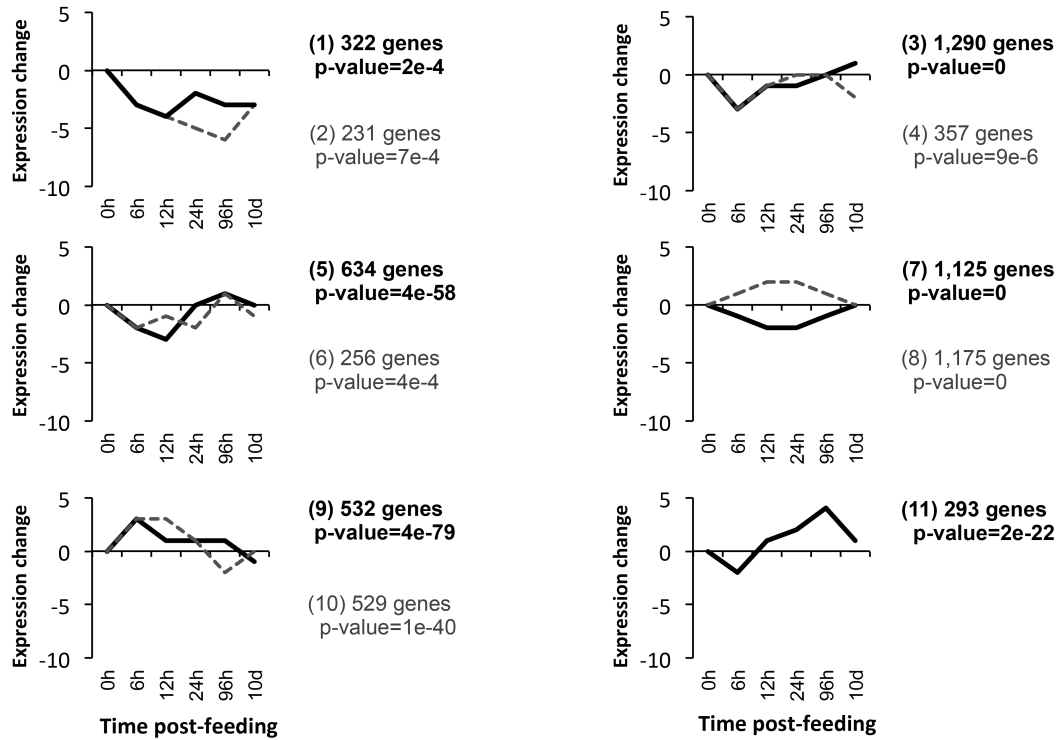 Expression change
5
0
-5
-10
0h 6h 12h 24h 96h 10d
(1) 322 genes
p-value=2e-4
(2) 231 genes
p-value=7e-4
Expression change
5
0
-5
-10
0h 6h 12h 24h 96h 10d
(3) 1,290 genes
p-value=0
(4) 357 genes
p-value=9e-6
Expression change
5
0
-5
-10
0h 6h 12h 24h 96h 10d
(5) 634 genes
p-value=4e-58
(6) 256 genes
p-value=4e-4
Expression change
5
0
-5
-10
0h 6h 12h 24h 96h 10d
(7) 1,125 genes
p-value=0
(8) 1,175 genes
p-value=0
Expression change
5
0
-5
-10
0h 6h 12h 24h 96h 10d
Time post-feeding
(9) 532 genes
p-value=4e-79
(10) 529 genes
p-value=1e-40
Expression change
5
0
-5
-10
0h 6h 12h 24h 96h 10d
Time post-feeding
(11) 293 genes
p-value=2e-22